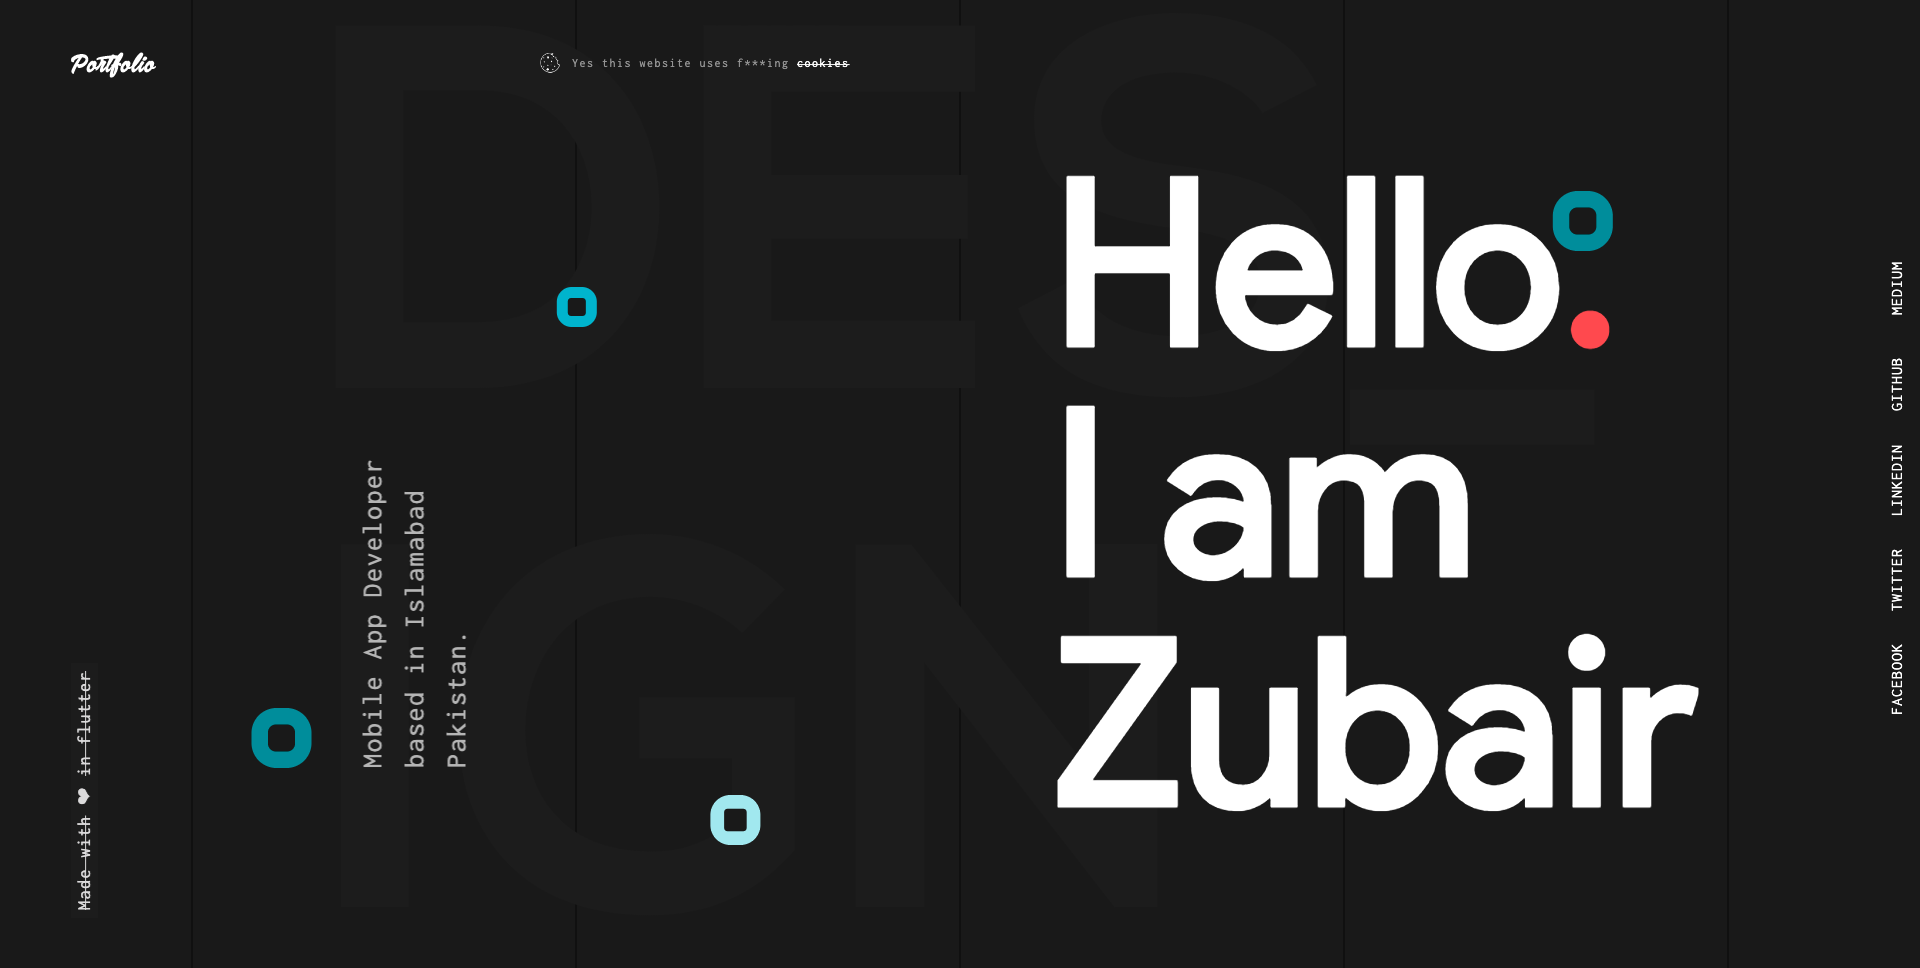 Portfolio
Yes this website uses f***ing cookies
DES
IGN
Hello.
I am
Zubair
Mobile App Developer
based in Islamabad
Pakistan.
Made with ♥ in flutter
MEDIUM
GITHUB
LINKEDIN
TWITTER
FACEBOOK